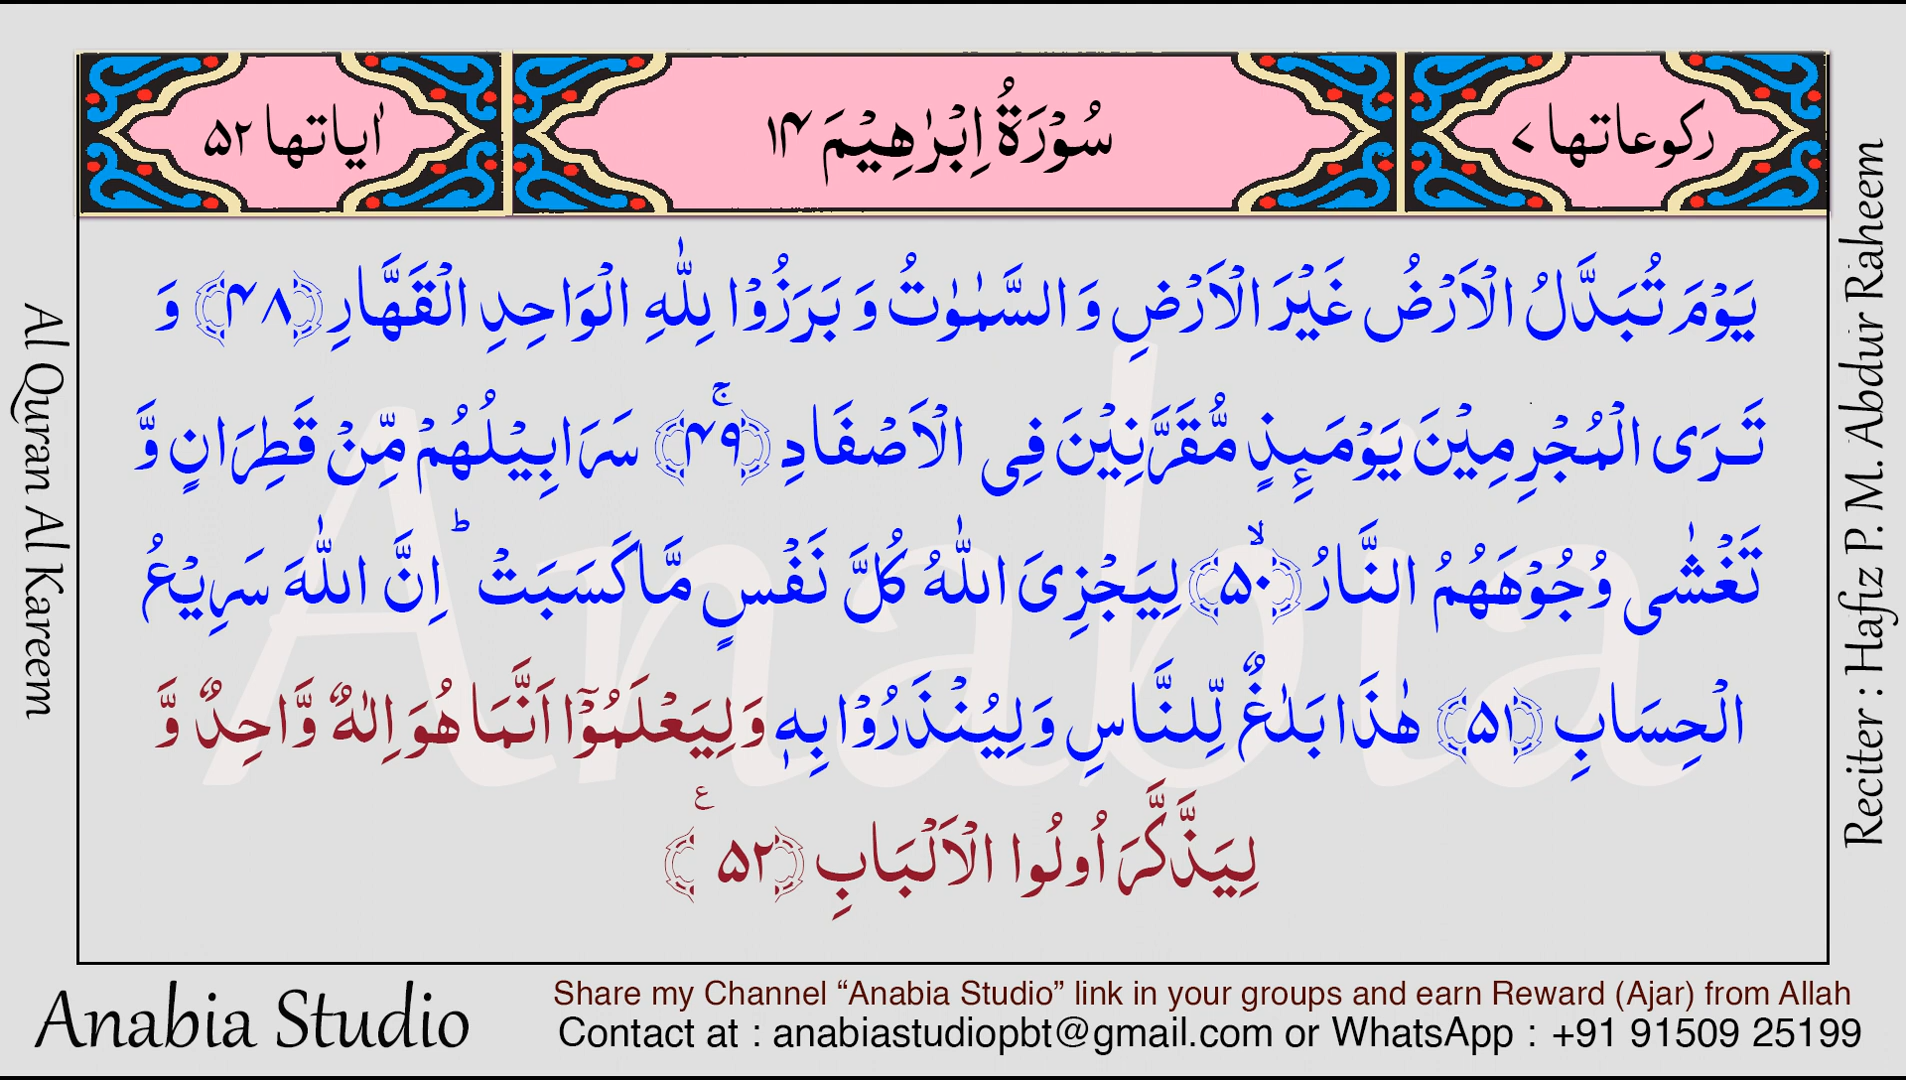 اٰیاتها ۵۲
سُوْرَةُ اِبْرٰهِيْمَ ۱۴
رکوعاتها ۷
يَوْمَ تُبَدَّلُ الْاَرْضُ غَيْرَ الْاَرْضِ وَ السَّمٰوٰتُ وَ بَرَزُوْا لِلّٰهِ الْوَاحِدِ الْقَهَّارِ ﴿۴۸﴾ وَ
تَرَى الْمُجْرِمِيْنَ يَوْمَىِٕذٍ مُّقَرَّنِيْنَ فِى الْاَصْفَادِ ﴿ۚ۴۹﴾ سَرَابِيْلُهُمْ مِّنْ قَطِرَانٍ وَّ
تَغْشٰى وُجُوْهَهُمُ النَّارُ ﴿ۙ۵۰﴾ لِيَجْزِىَ اللّٰهُ كُلَّ نَفْسٍ مَّا كَسَبَتْ ؕ اِنَّ اللّٰهَ سَرِيْعُ
الْحِسَابِ ﴿۵۱﴾ هٰذَا بَلٰغٌ لِّلنَّاسِ وَلِيُنْذَرُوْا بِهٖ وَلِيَعْلَمُوْۤا اَنَّمَا هُوَ اِلٰهٌ وَّاحِدٌ وَّ
لِيَذَّكَّرَ اُولُوا الْاَلْبَابِ ﴿۵۲﴾ ع
Al Quran Al Kareem
Reciter : Hafiz P. M. Abdur Raheem
Anabia
Anabia Studio
Share my Channel “Anabia Studio” link in your groups and earn Reward (Ajar) from Allah
Contact at : anabiastudiopbt@gmail.com or WhatsApp : +91 91509 25199